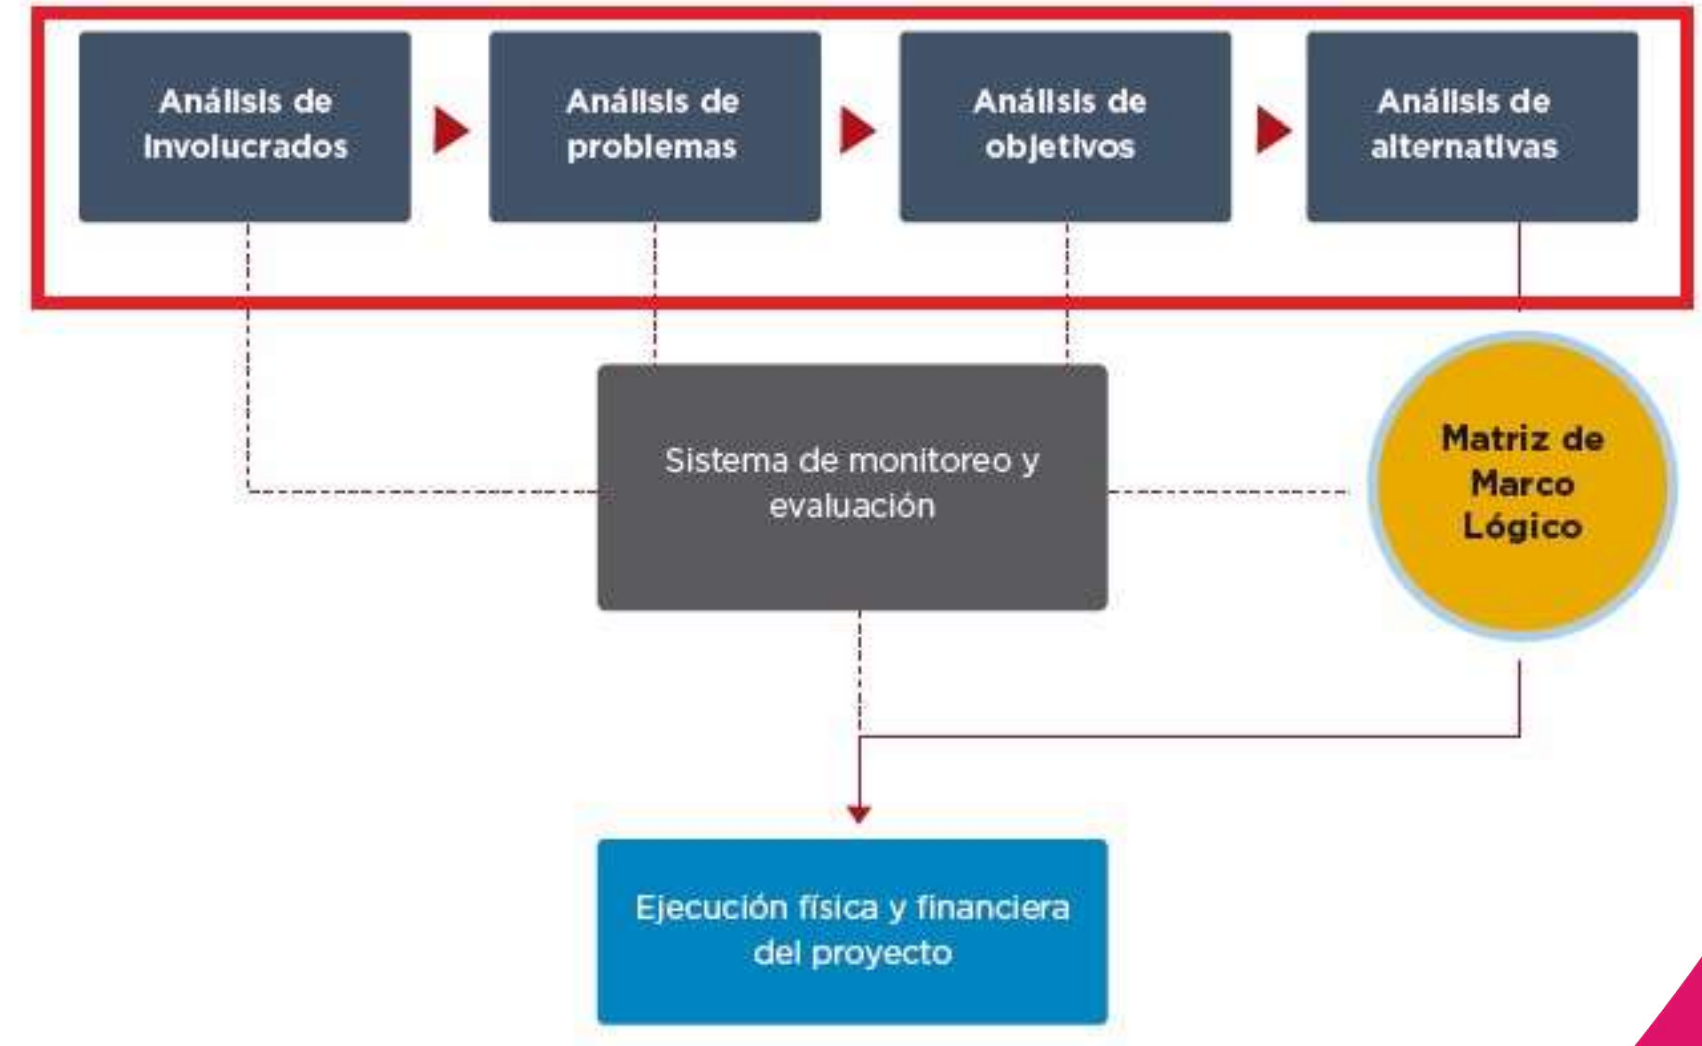 Análisis de
Involucrados
Análisis de
problemas
Análisis de
objetivos
Análisis de
alternativas
Sistema de monitoreo y
evaluación
Matriz de
Marco
Lógico
Ejecución física y financiera
del proyecto